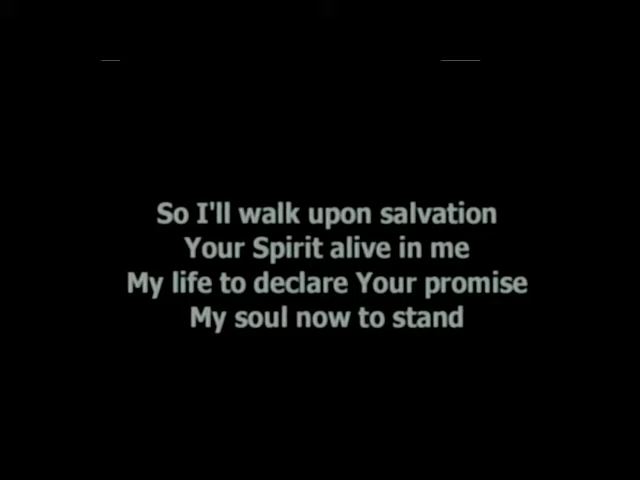 So I'll walk upon salvation
Your Spirit alive in me
My life to declare Your promise
My soul now to stand